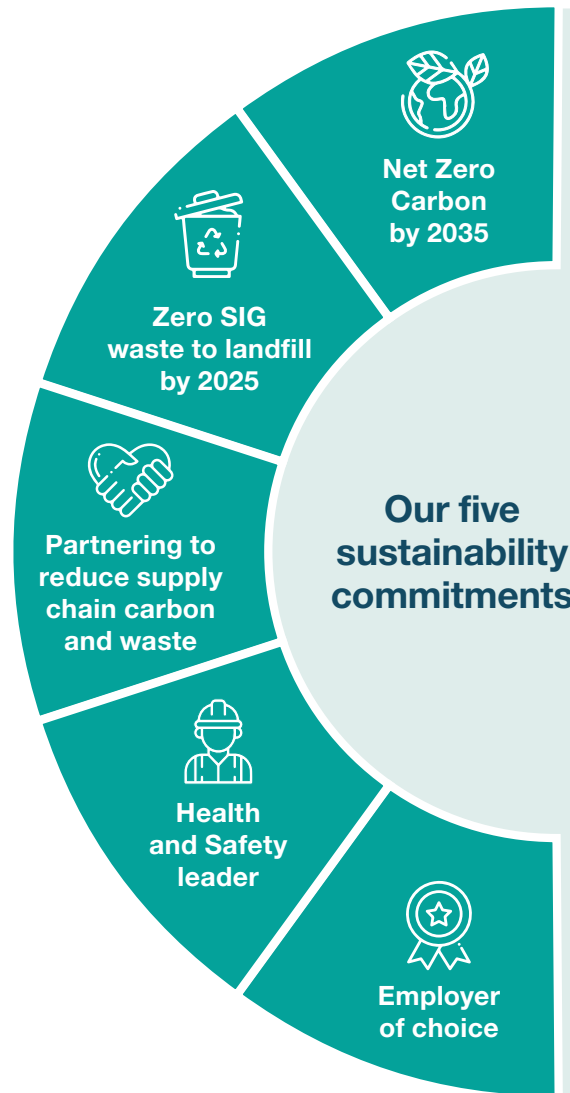 Net Zero
Carbon
by 2035
Zero SIG
waste to landfill
by 2025
Partnering to
reduce supply
chain carbon
and waste
Our five
sustainability
commitments
Health
and Safety
leader
Employer
of choice